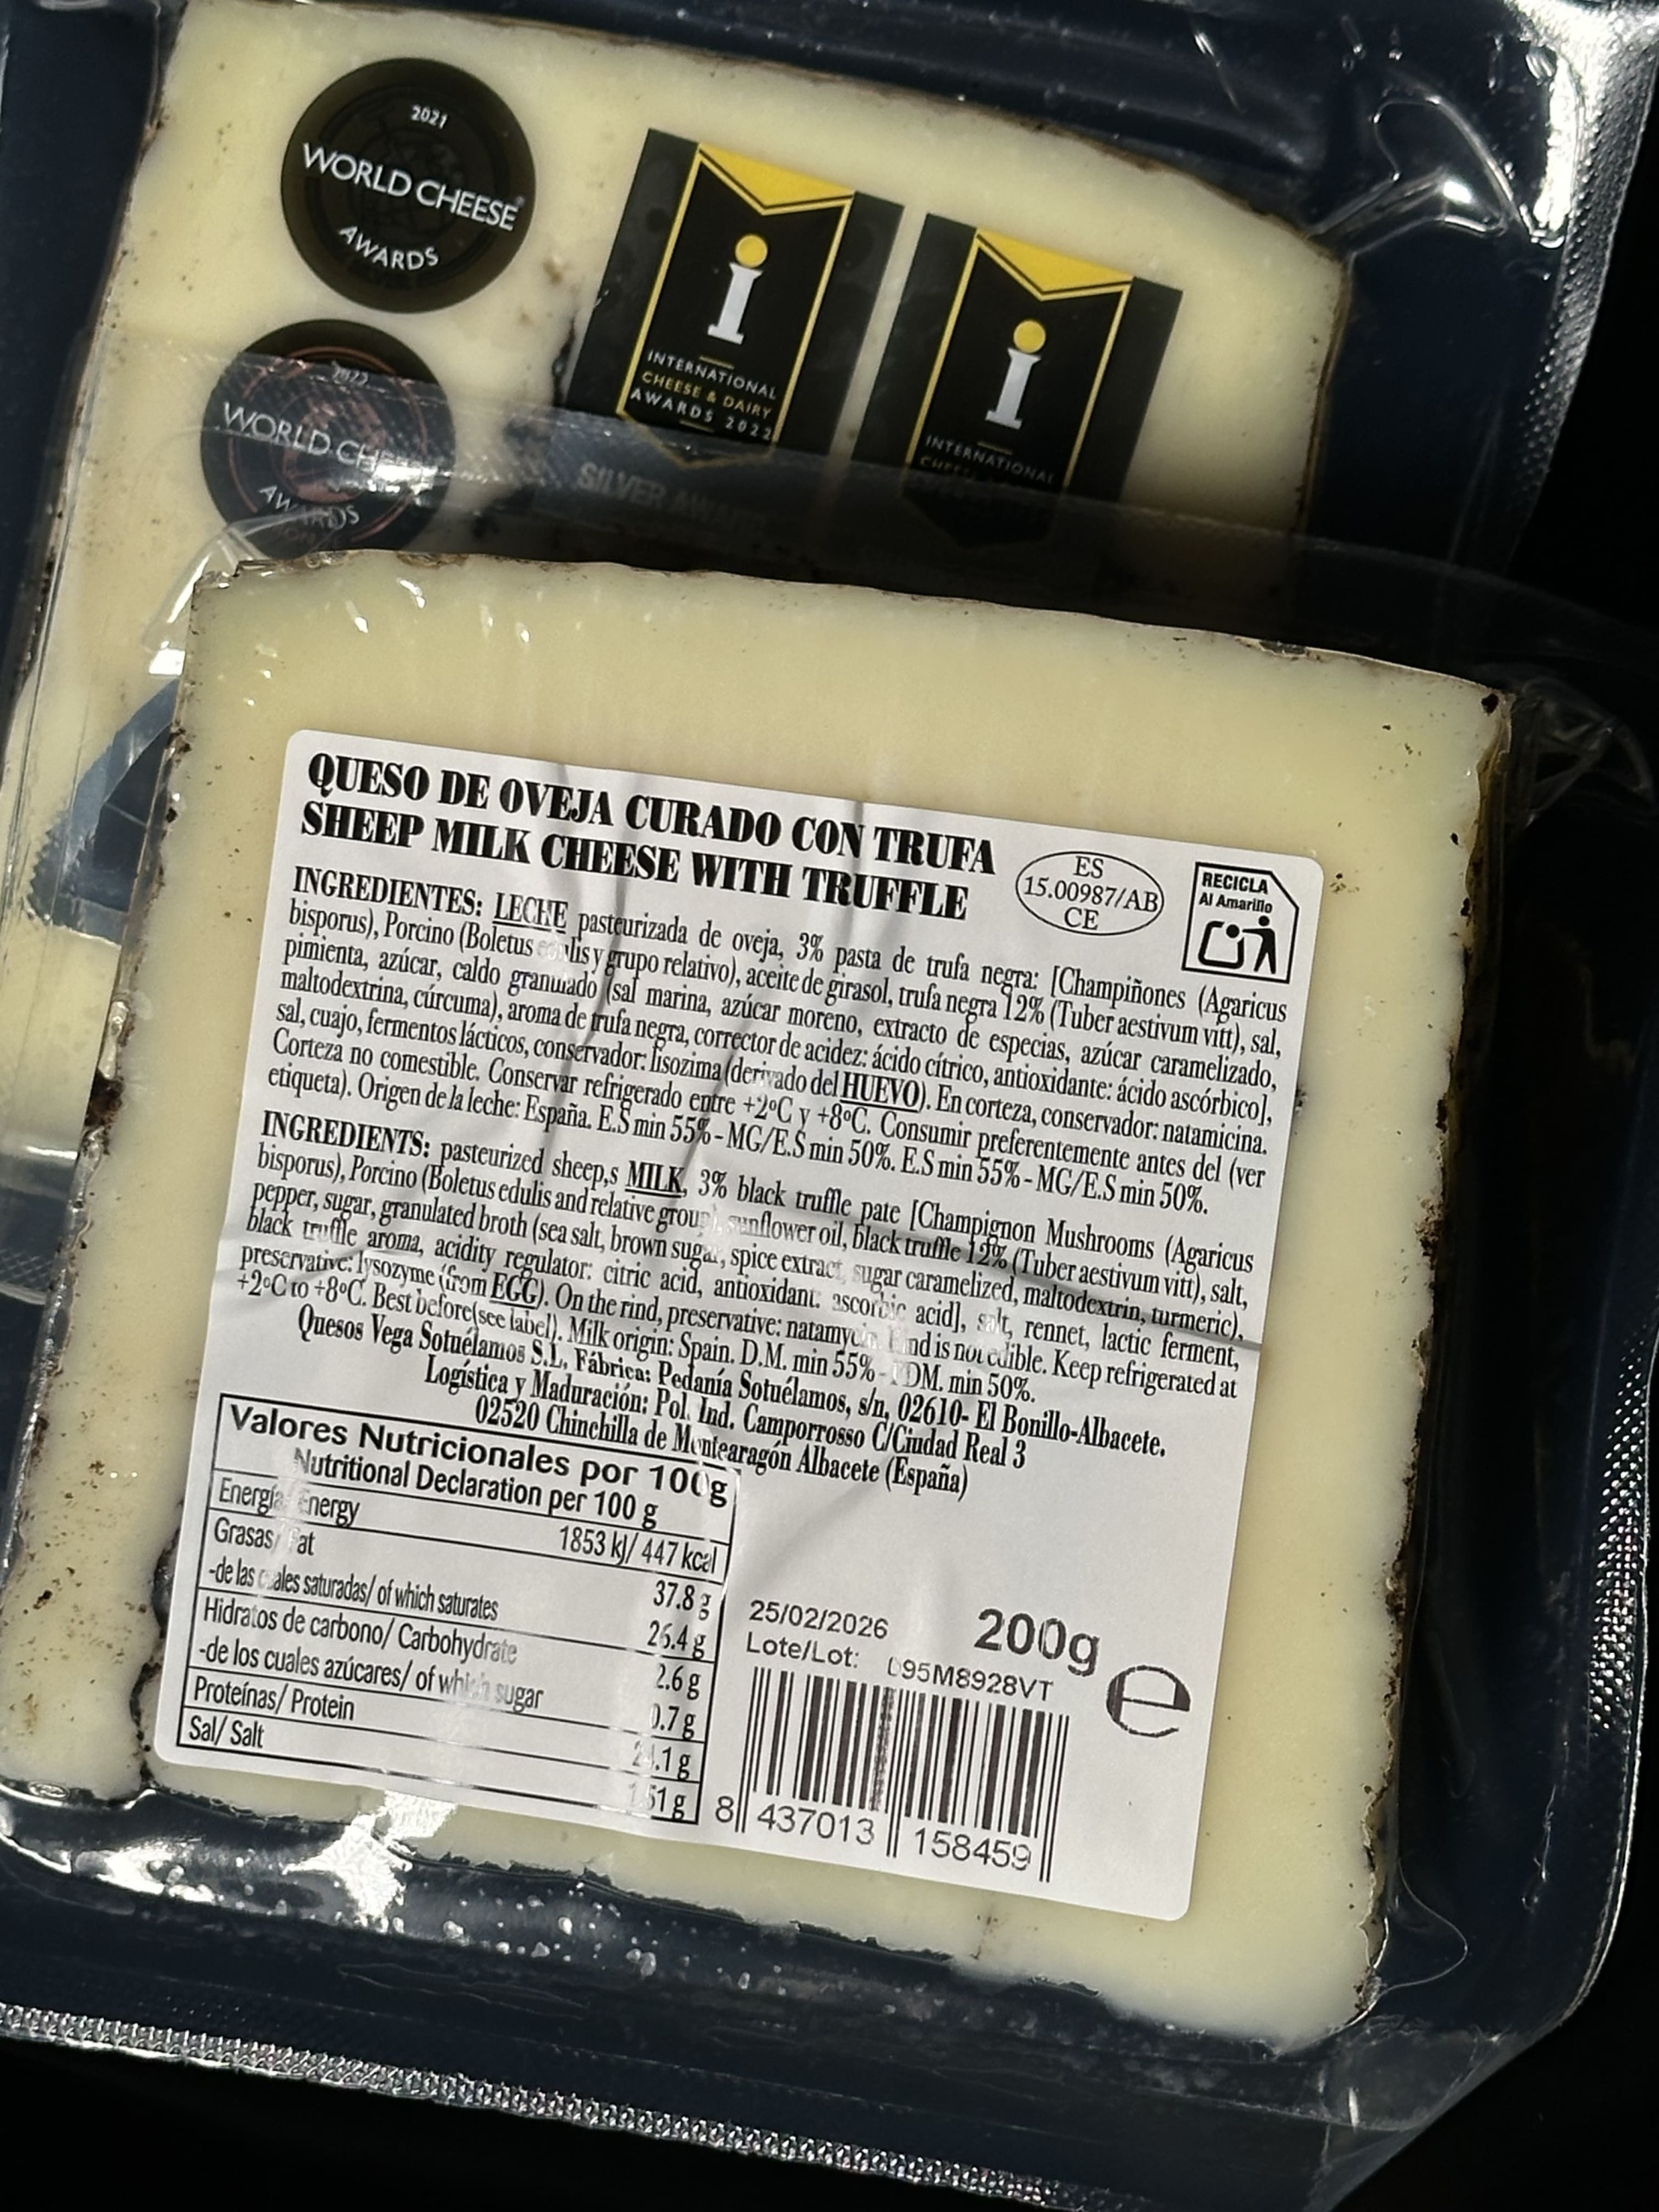 2021
WORLD CHEESE
AWARDS
INTERNATIONAL
CHEESE & DAIRY
AWARDS 2022
SILVER
INTERNATIONAL
WORLD
AWARDS
QUESO DE OVEJA CURADO CON TRUFA
SHEEP MILK CHEESE WITH TRUFFLE
ES
15.00987/AB
CE
RECICLA
Al Amarillo
INGREDIENTES: LECHE pasteurizada de oveja, 3% pasta de trufa negra: [Champiñones (Agaricus
bisporus), Porcino (Boletus edulis y grupo relativo), aceite de girasol, trufa negra 12% (Tuber aestivum vitt), sal,
pimienta, azúcar, caldo granulado (sal marina, azúcar moreno, extracto de especias, azúcar caramelizado,
maltodextrina, cúrcuma), aroma de trufa negra, corrector de acidez: ácido cítrico, antioxidante: ácido ascórbico],
sal, cuajo, fermentos lácticos, conservador: lisozima (derivado del HUEVO). En corteza, conservador: natamicina.
Corteza no comestible. Conservar refrigerado entre +2ºC y +8ºC. Consumir preferentemente antes del (ver
etiqueta). Origen de la leche: España. E.S min 55% - MG/E.S min 50%. E.S min 55% - MG/E.S min 50%.
INGREDIENTS: pasteurized sheep,s MILK, 3% black truffle pate [Champignon Mushrooms (Agaricus
bisporus), Porcino (Boletus edulis and relative group), sunflower oil, black truffle 12% (Tuber aestivum vitt), salt,
pepper, sugar, granulated broth (sea salt, brown sugar, spice extract, sugar caramelized, maltodextrin, turmeric),
black truffle aroma, acidity regulator: citric acid, antioxidant: ascorbic acid], salt, rennet, lactic ferment,
preservative: lysozyme (from EGG). On the rind, preservative: natamycin. Rind is not edible. Keep refrigerated at
+2ºC to +8ºC. Best before(see label). Milk origin: Spain. D.M. min 55% - FDM. min 50%.
Quesos Vega Sotuélamos S.L, Fábrica: Pedanía Sotuélamos, s/n, 02610- El Bonillo-Albacete.
Logística y Maduración: Pol. Ind. Camporrosso C/Ciudad Real 3
02520 Chinchilla de Montearagón Albacete (España)
Valores Nutricionales por 100g
Nutritional Declaration per 100 g
Energía/ Energy 1853 kJ/ 447 kcal
Grasas/ Fat 37.8 g
-de las cuales saturadas/ of which saturates 26.4 g
Hidratos de carbono/ Carbohydrate 2.6 g
-de los cuales azúcares/ of which sugar 0.7 g
Proteínas/ Protein
Sal/ Salt
25/02/2026
Lote/Lot:
200g e
8 437013 158459